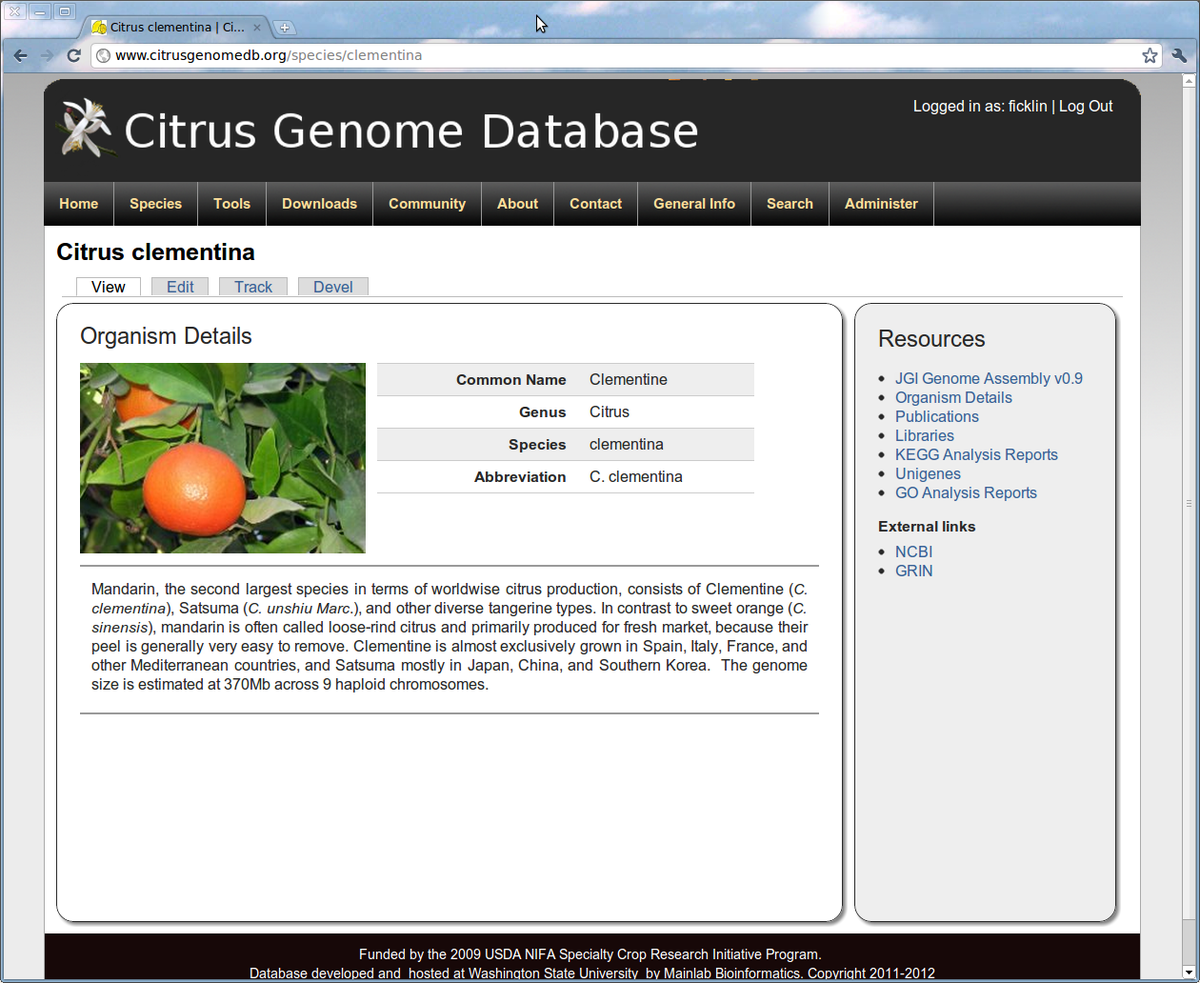 Citrus clementina | Ci...
www.citrusgenomedb.org/species/clementina
Logged in as: ficklin | Log Out
Citrus Genome Database
Home Species Tools Downloads Community About Contact General Info Search Administer
Citrus clementina
View Edit Track Devel
Organism Details
Common Name Clementine
Genus Citrus
Species clementina
Abbreviation C. clementina
Mandarin, the second largest species in terms of worldwise citrus production, consists of Clementine (C.
clementina), Satsuma (C. unshiu Marc.), and other diverse tangerine types. In contrast to sweet orange (C.
sinensis), mandarin is often called loose-rind citrus and primarily produced for fresh market, because their
peel is generally very easy to remove. Clementine is almost exclusively grown in Spain, Italy, France, and
other Mediterranean countries, and Satsuma mostly in Japan, China, and Southern Korea. The genome
size is estimated at 370Mb across 9 haploid chromosomes.
Resources
JGI Genome Assembly v0.9
Organism Details
Publications
Libraries
KEGG Analysis Reports
Unigenes
GO Analysis Reports
External links
NCBI
GRIN
Funded by the 2009 USDA NIFA Specialty Crop Research Initiative Program.
Database developed and hosted at Washington State University by Mainlab Bioinformatics. Copyright 2011-2012